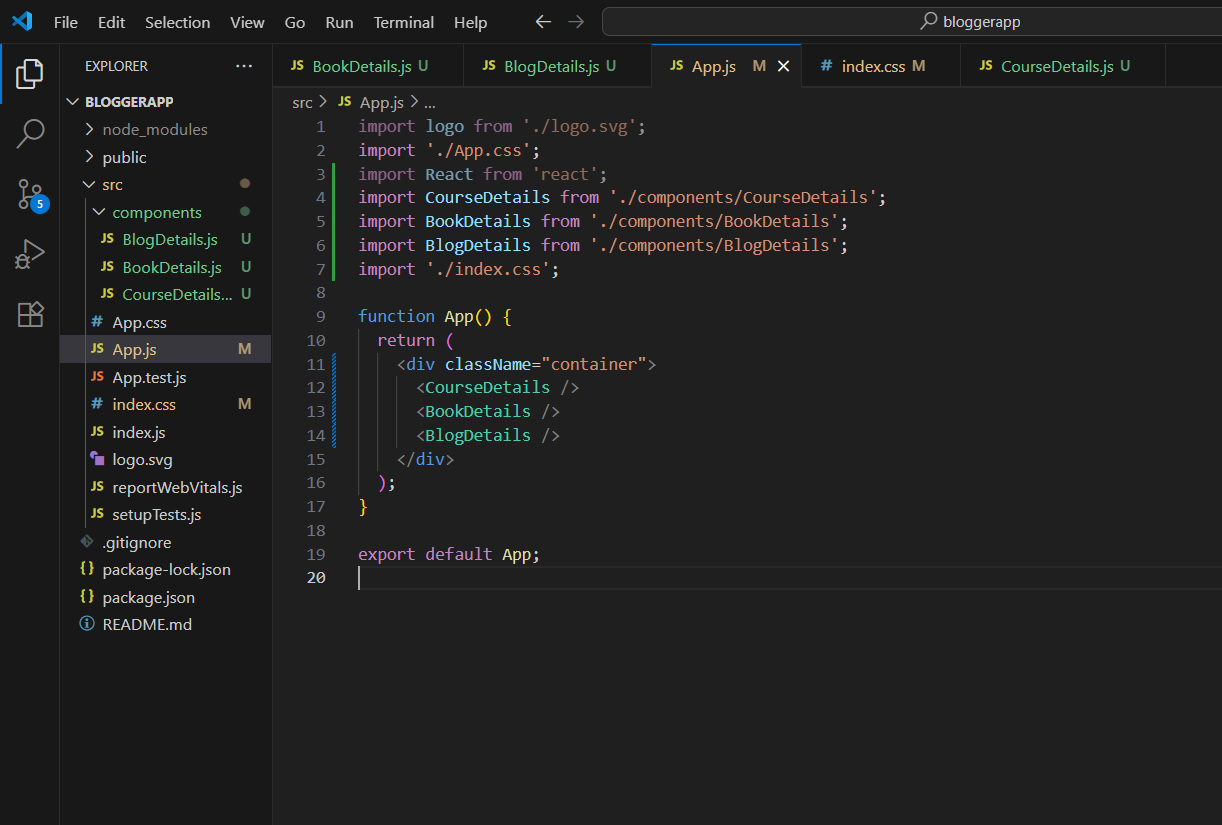 File Edit Selection View Go Run Terminal Help bloggerapp
EXPLORER
BLOGGERAPP
node_modules
public
src
components
JS BlogDetails.js U
JS BookDetails.js U
JS CourseDetails... U
# App.css
JS App.js M
JS App.test.js
# index.css M
JS index.js
logo.svg
JS reportWebVitals.js
JS setupTests.js
.gitignore
{} package-lock.json
{} package.json
README.md
5
JS BookDetails.js U JS BlogDetails.js U JS App.js M # index.css M JS CourseDetails.js U
src > JS App.js > ...
1 import logo from './logo.svg';
2 import './App.css';
3 import React from 'react';
4 import CourseDetails from './components/CourseDetails';
5 import BookDetails from './components/BookDetails';
6 import BlogDetails from './components/BlogDetails';
7 import './index.css';
8
9 function App() {
10 return (
11 <div className="container">
12 <CourseDetails />
13 <BookDetails />
14 <BlogDetails />
15 </div>
16 );
17 }
18
19 export default App;
20